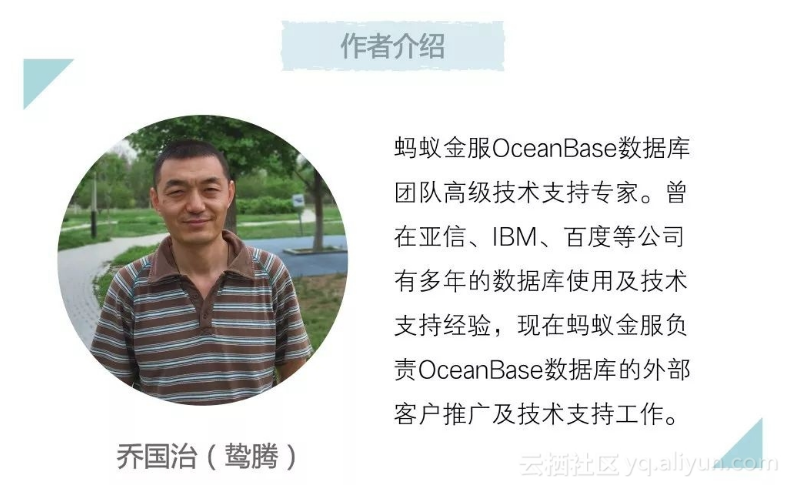 作者介绍
蚂蚁金服OceanBase数据库
团队高级技术支持专家。曾
在亚信、IBM、百度等公司
有多年的数据库使用及技术
支持经验，现在蚂蚁金服负
责OceanBase数据库的外部
客户推广及技术支持工作。
乔国治（鸷腾）
云栖社区 yq.aliyun.com